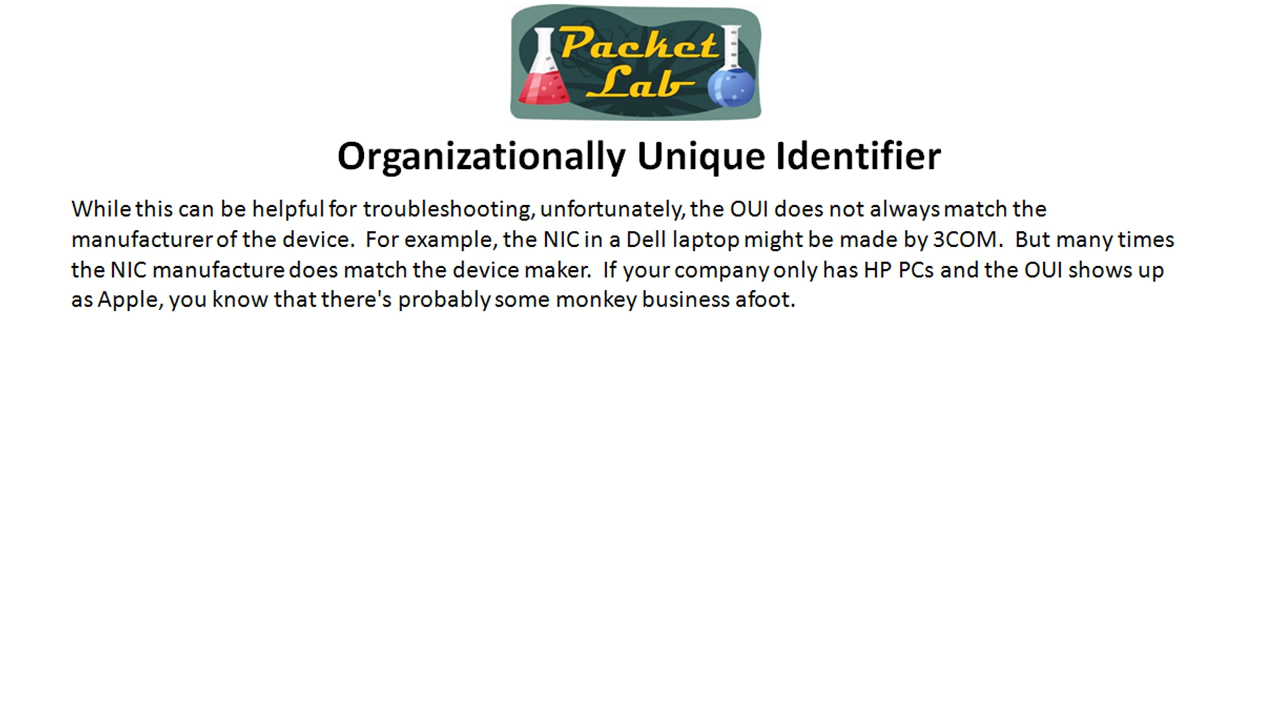 Packet
Lab
Organizationally Unique Identifier
While this can be helpful for troubleshooting, unfortunately, the OUI does not always match the
manufacturer of the device.  For example, the NIC in a Dell laptop might be made by 3COM.  But many times
the NIC manufacture does match the device maker.  If your company only has HP PCs and the OUI shows up
as Apple, you know that there's probably some monkey business afoot.